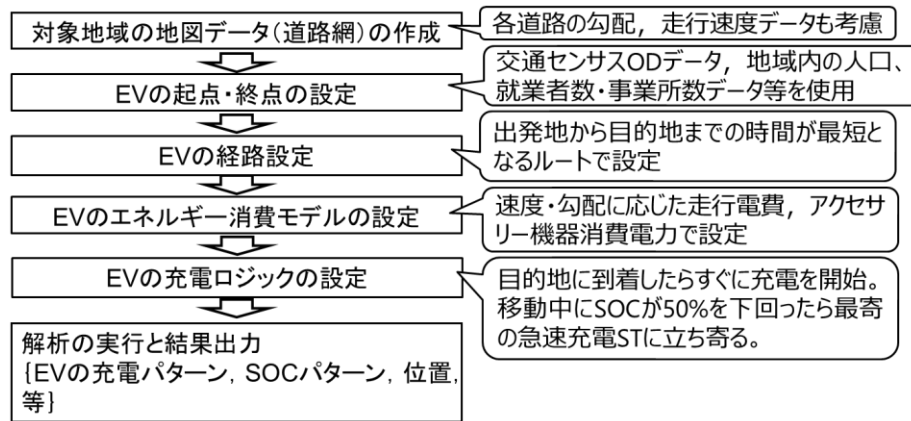 対象地域の地図データ(道路網)の作成
各道路の勾配，走行速度データも考慮
EVの起点・終点の設定
交通センサスODデータ，地域内の人口、
就業者数・事業所数データ等を使用
EVの経路設定
出発地から目的地までの時間が最短と
なるルートで設定
EVのエネルギー消費モデルの設定
速度・勾配に応じた走行電費，アクセサ
リー機器消費電力で設定
EVの充電ロジックの設定
目的地に到着したらすぐに充電を開始。
移動中にSOCが50%を下回ったら最寄
の急速充電STに立ち寄る。
解析の実行と結果出力
{EVの充電パターン，SOCパターン，位置，
等}